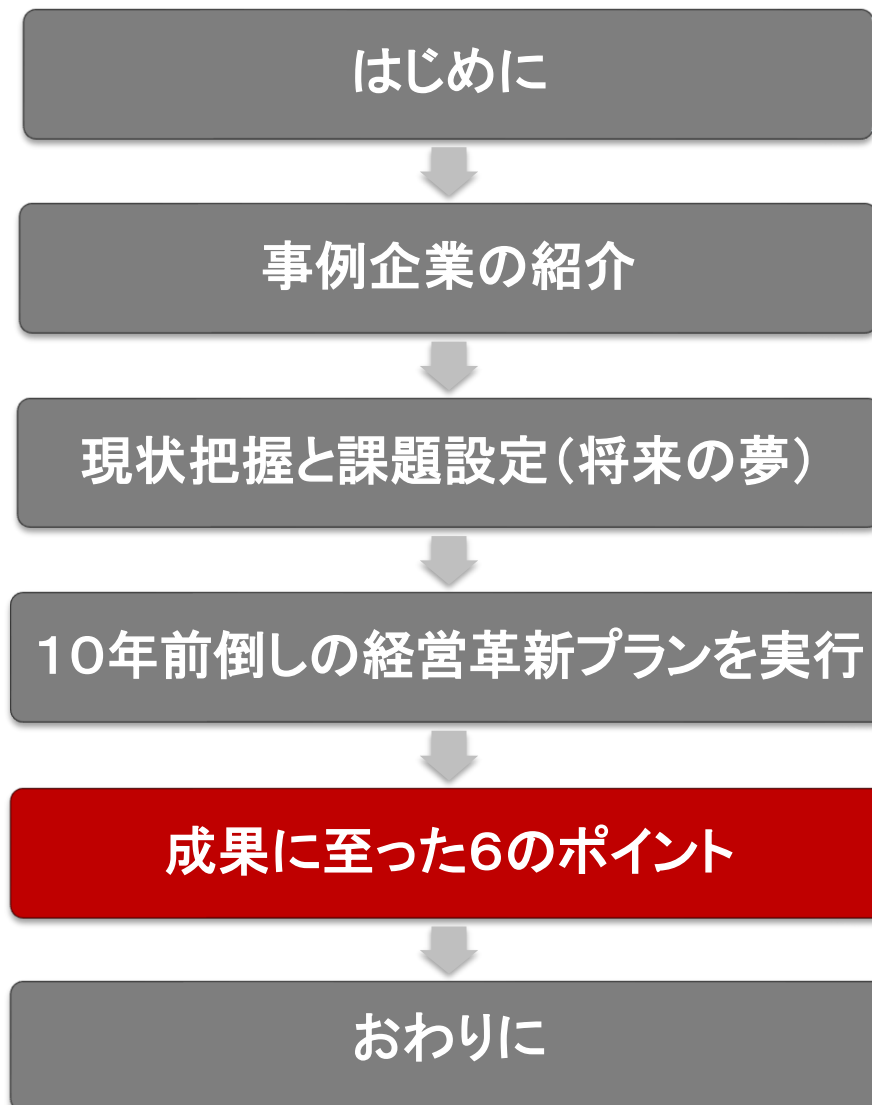 はじめに
事例企業の紹介
現状把握と課題設定（将来の夢）
１０年前倒しの経営革新プランを実行
成果に至った６のポイント
おわりに